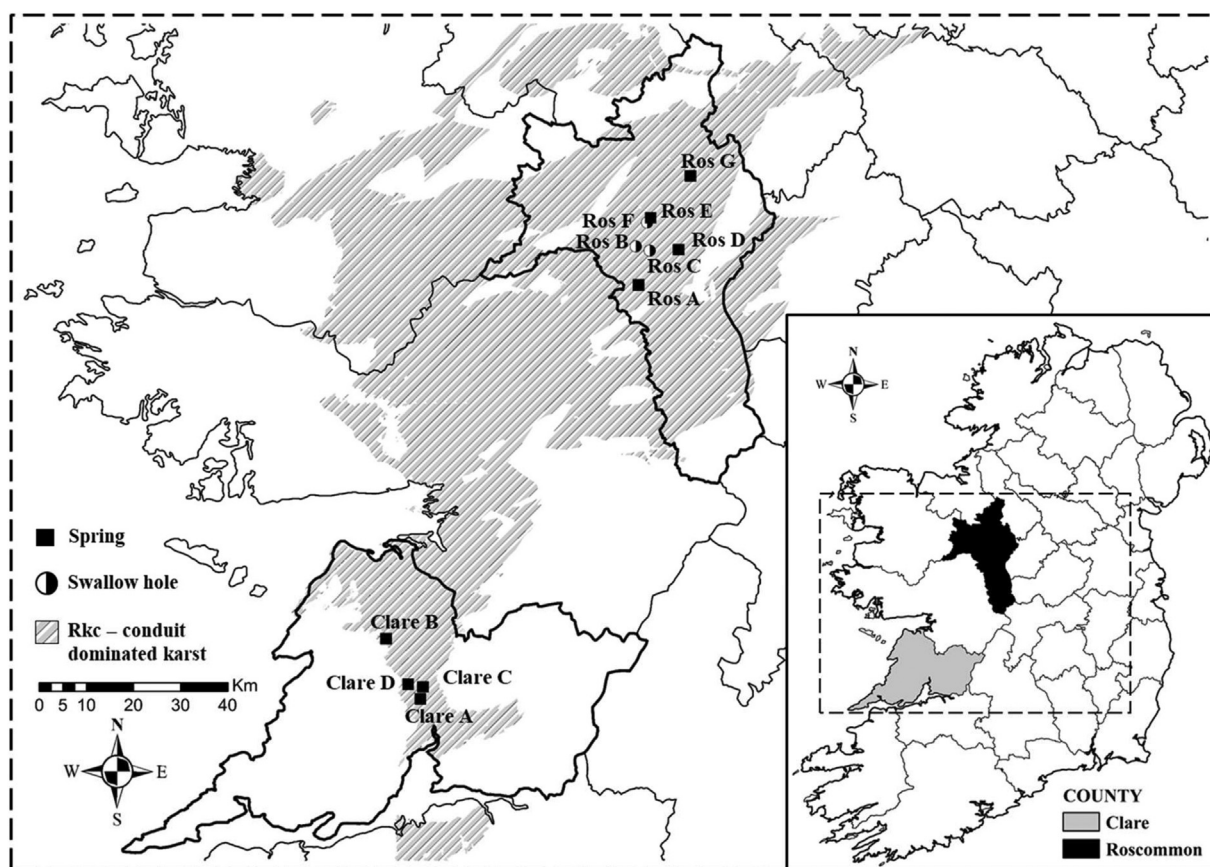 Ros G
Ros F
Ros E
Ros B
Ros D
Ros C
Ros A
Spring
Swallow hole
Rkc – conduit
dominated karst
Km
0 5 10 20 30 40
N
W E
S
Clare B
Clare D
Clare C
Clare A
N
W E
S
COUNTY
Clare
Roscommon